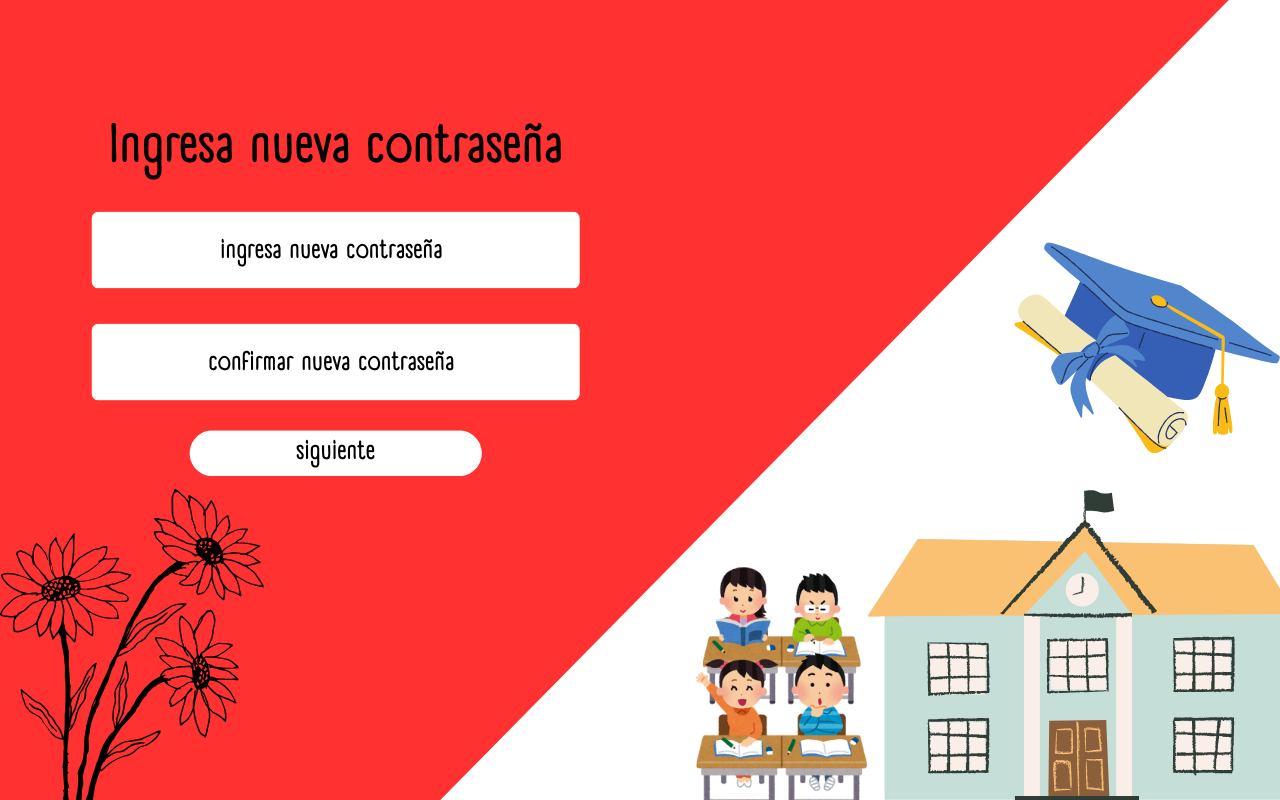 Ingresa nueva contraseña
ingresa nueva contraseña
confirmar nueva contraseña
siguiente